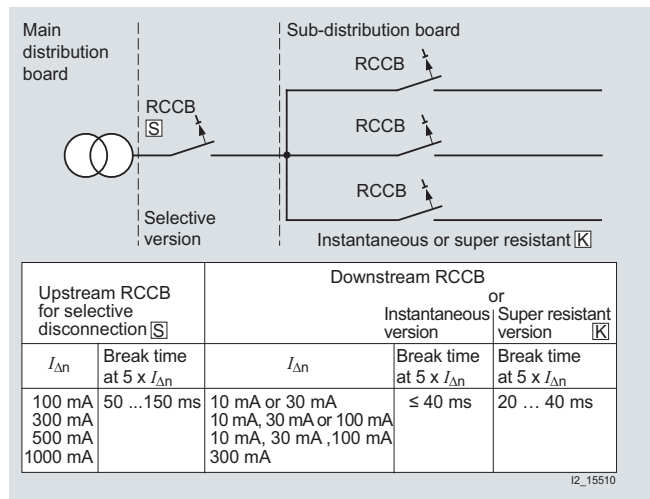 Main
distribution
board
Sub-distribution board
RCCB
RCCB
S
RCCB
RCCB
Selective
version
Instantaneous or super resistant K
Upstream RCCB
for selective
disconnection S
Downstream RCCB
or
Instantaneous
version
Super resistant
version K
IΔn
Break time
at 5 x IΔn
IΔn
Break time
at 5 x IΔn
Break time
at 5 x IΔn
100 mA 50 ...150 ms 10 mA or 30 mA ≤ 40 ms 20 … 40 ms
300 mA 10 mA, 30 mA or 100 mA
500 mA 10 mA, 30 mA ,100 mA
1000 mA 300 mA
I2_15510